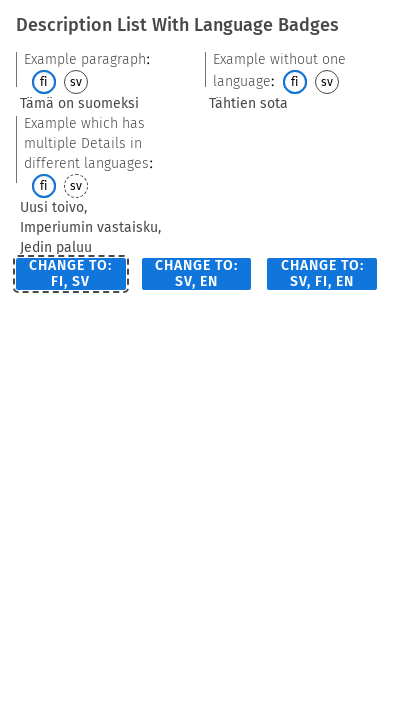 Description List With Language Badges
Example paragraph:
fi sv
Tämä on suomeksi
Example without one
language: fi sv
Tähtien sota
Example which has
multiple Details in
different languages:
fi sv
Uusi toivo,
Imperiumin vastaisku,
Jedin paluu
CHANGE TO:
FI, SV
CHANGE TO:
SV, EN
CHANGE TO:
SV, FI, EN